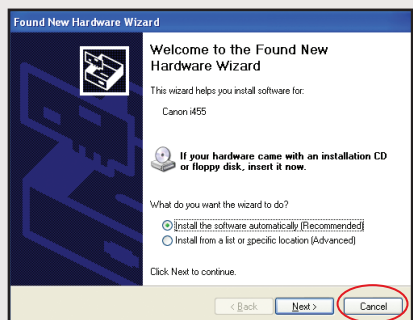 Found New Hardware Wizard
Welcome to the Found New
Hardware Wizard
This wizard helps you install software for:
Canon i455
If your hardware came with an installation CD
or floppy disk, insert it now.
What do you want the wizard to do?
Install the software automatically (Recommended)
Install from a list or specific location (Advanced)
Click Next to continue.
< Back Next > Cancel